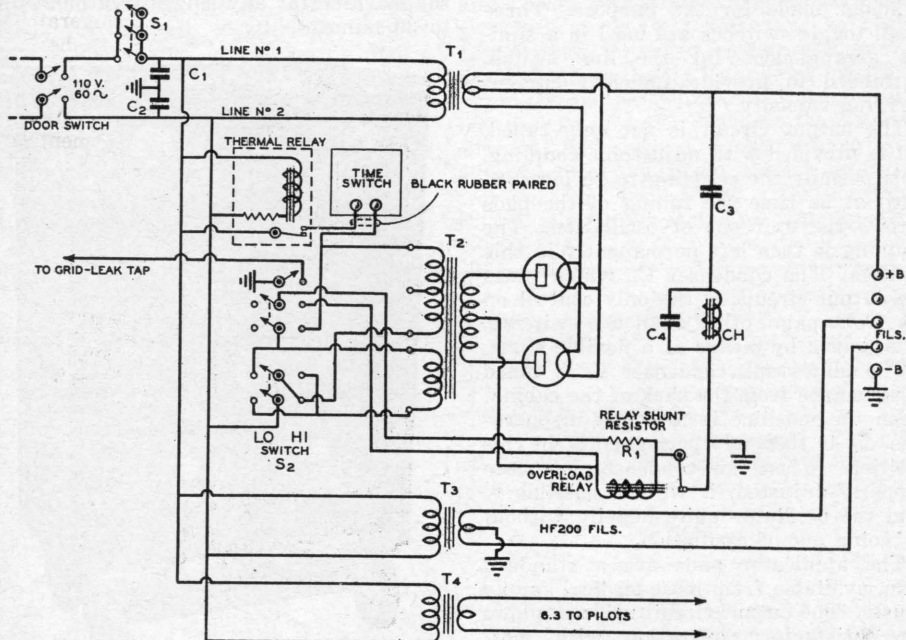 S1
LINE Nº 1
T1
C1
110 V.
60 ~
C2
LINE Nº 2
DOOR SWITCH
THERMAL RELAY
TIME
SWITCH
BLACK RUBBER PAIRED
C3
T2
TO GRID-LEAK TAP
+B
C4
CH
FILS.
-B
LO HI
SWITCH
S2
RELAY SHUNT
RESISTOR
R1
OVERLOAD
RELAY
T3
HF200 FILS.
T4
6.3 TO PILOTS